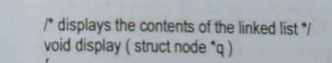 /* displays the contents of the linked list */
void display ( struct node *q )
{